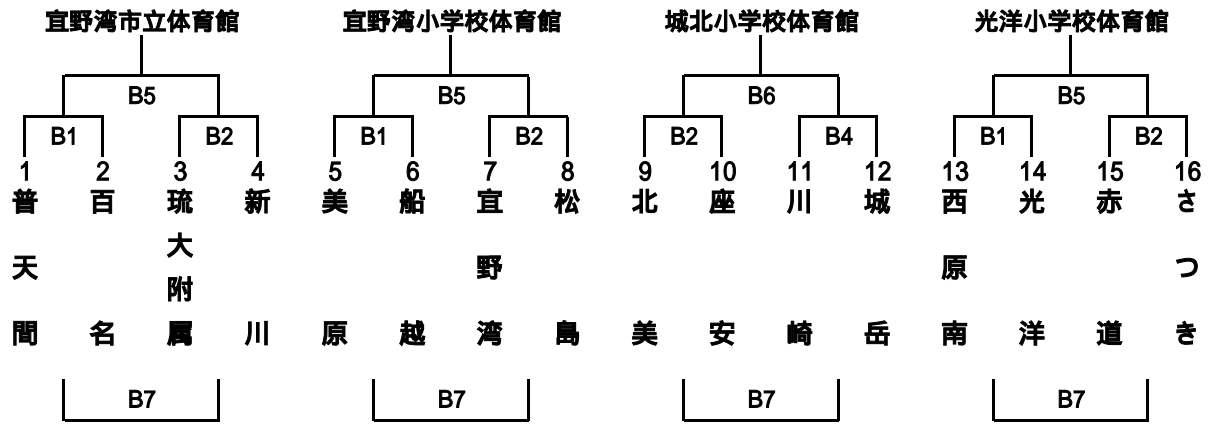 宜野湾市立体育館 宜野湾小学校体育館 城北小学校体育館 光洋小学校体育館
B5 B5 B6 B5
B1 B2 B1 B2 B2 B4 B1 B2
1 2 3 4 5 6 7 8 9 10 11 12 13 14 15 16
普天間
百名
琉大附属
新川
美原
船越
宜野湾
松島
北美
座安
川崎
城岳
西原南
光洋
赤道
さつき
B7 B7 B7 B7